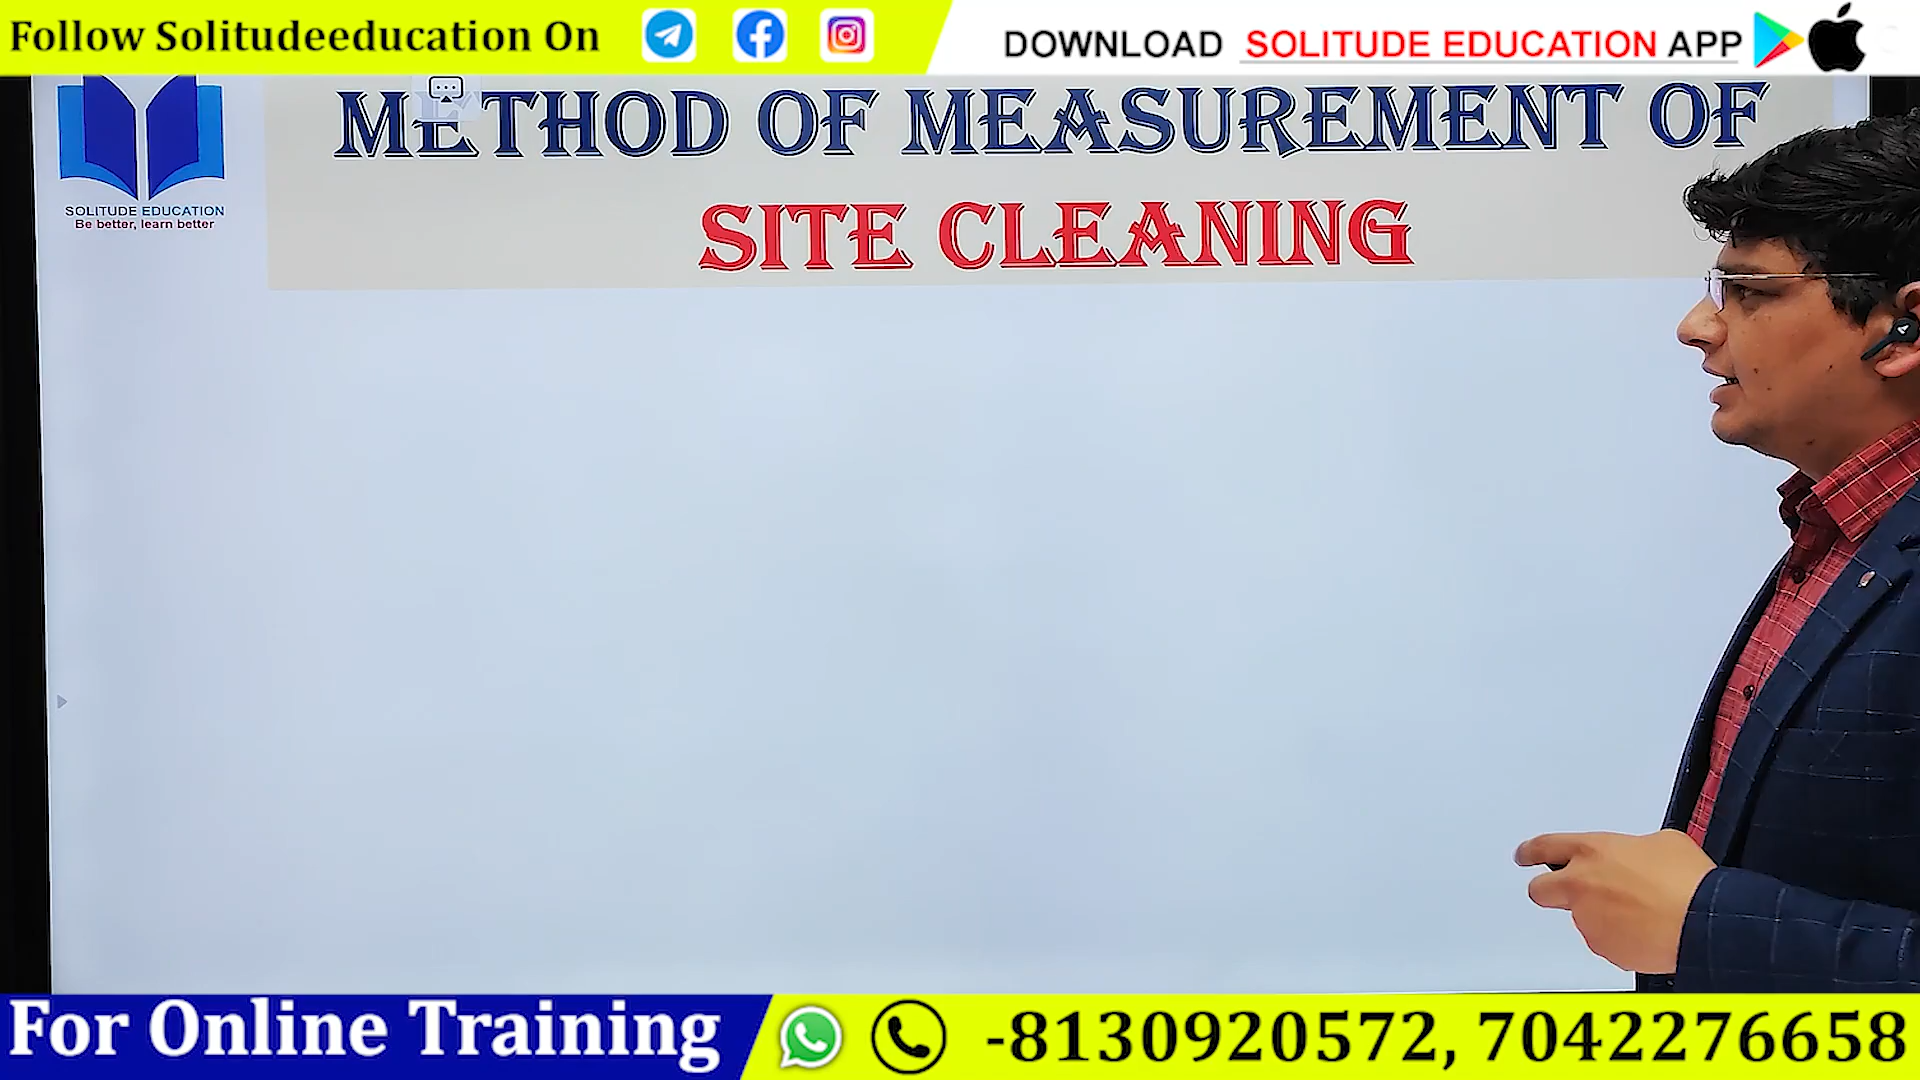 Follow Solitudeeducation On
DOWNLOAD SOLITUDE EDUCATION APP
METHOD OF MEASUREMENT OF
SITE CLEANING
SOLITUDE EDUCATION
Be better, learn better
For Online Training
-8130920572, 7042276658